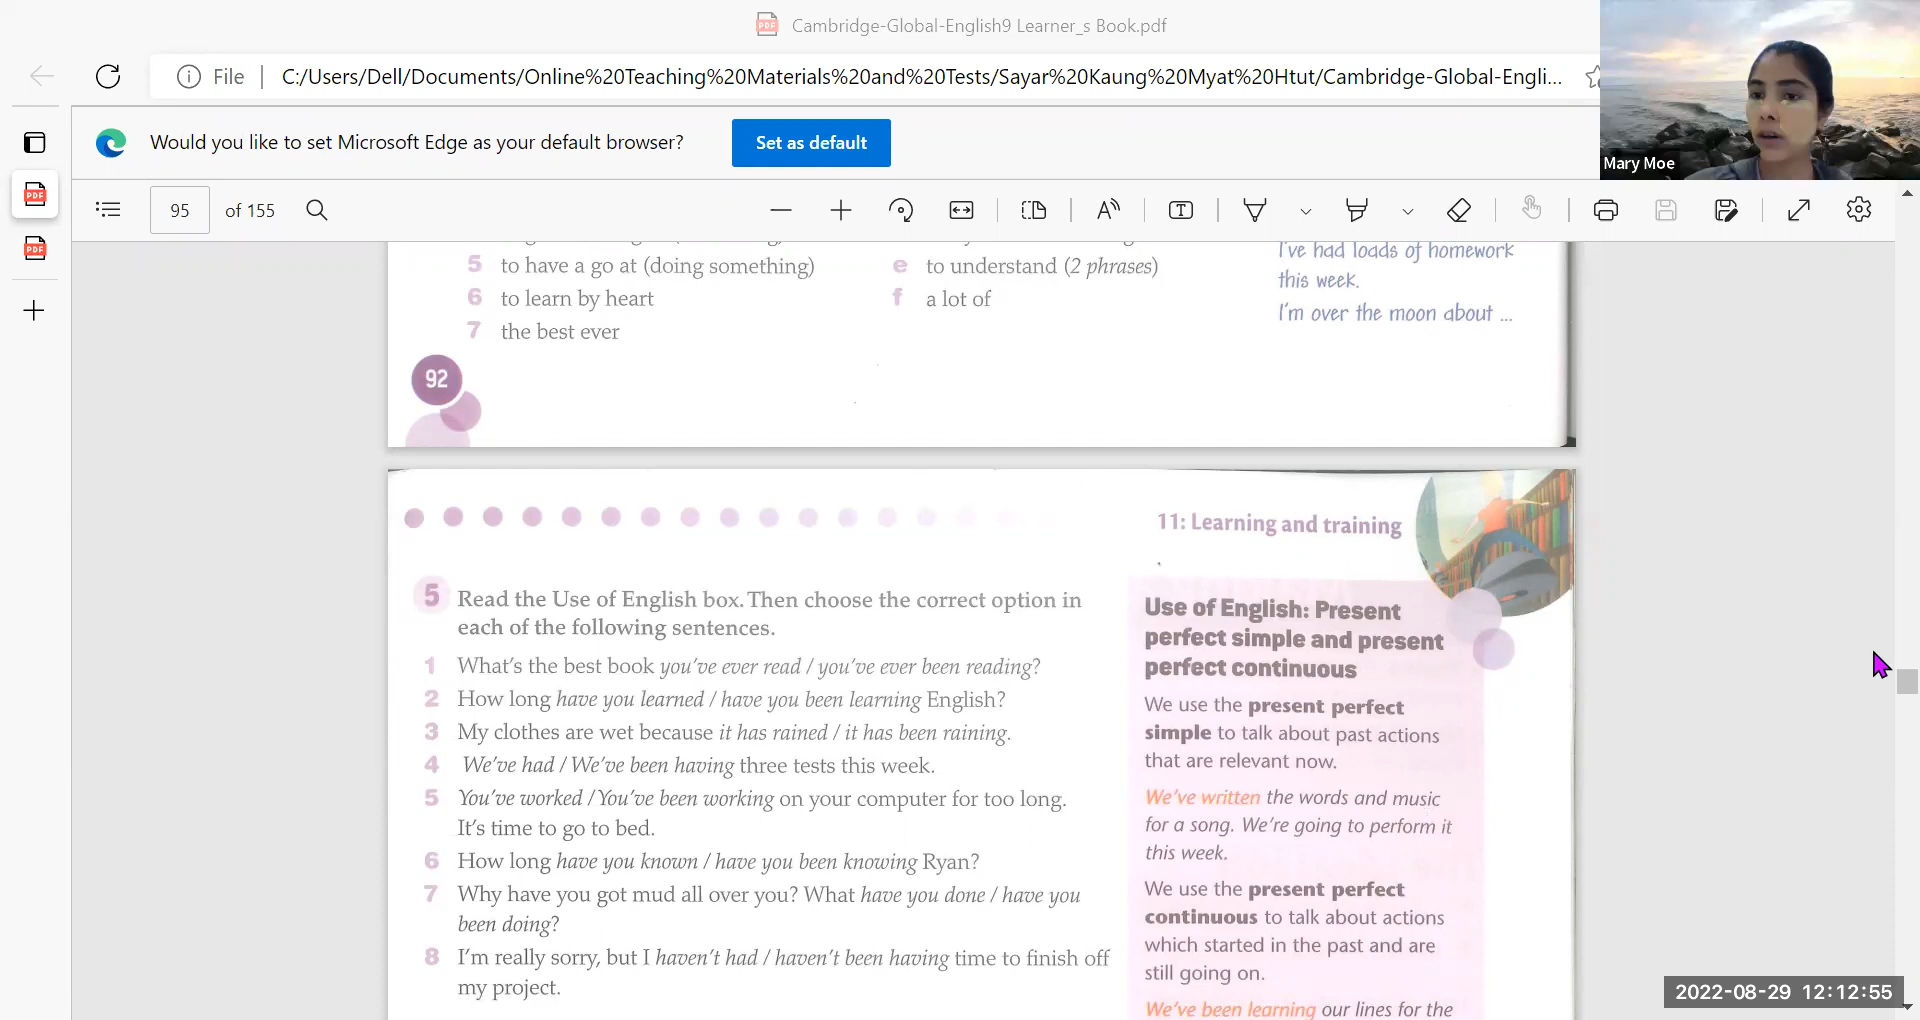 Cambridge-Global-English9 Learner_s Book.pdf
File
C:/Users/Dell/Documents/Online%20Teaching%20Materials%20and%20Tests/Sayar%20Kaung%20Myat%20Htut/Cambridge-Global-Engli...
Would you like to set Microsoft Edge as your default browser?
Set as default
Mary Moe
95 of 155
5 to have a go at (doing something)
6 to learn by heart
7 the best ever
e to understand (2 phrases)
f a lot of
I've had loads of homework
this week.
I'm over the moon about ...
92
11: Learning and training
5 Read the Use of English box. Then choose the correct option in
each of the following sentences.
1 What's the best book you've ever read / you've ever been reading?
2 How long have you learned / have you been learning English?
3 My clothes are wet because it has rained / it has been raining.
4 We've had / We've been having three tests this week.
5 You've worked / You've been working on your computer for too long.
It's time to go to bed.
6 How long have you known / have you been knowing Ryan?
7 Why have you got mud all over you? What have you done / have you
been doing?
8 I'm really sorry, but I haven't had / haven't been having time to finish off
my project.
Use of English: Present
perfect simple and present
perfect continuous
We use the present perfect
simple to talk about past actions
that are relevant now.
We've written the words and music
for a song. We're going to perform it
this week.
We use the present perfect
continuous to talk about actions
which started in the past and are
still going on.
We've been learning our lines for the
2022-08-29 12:12:55